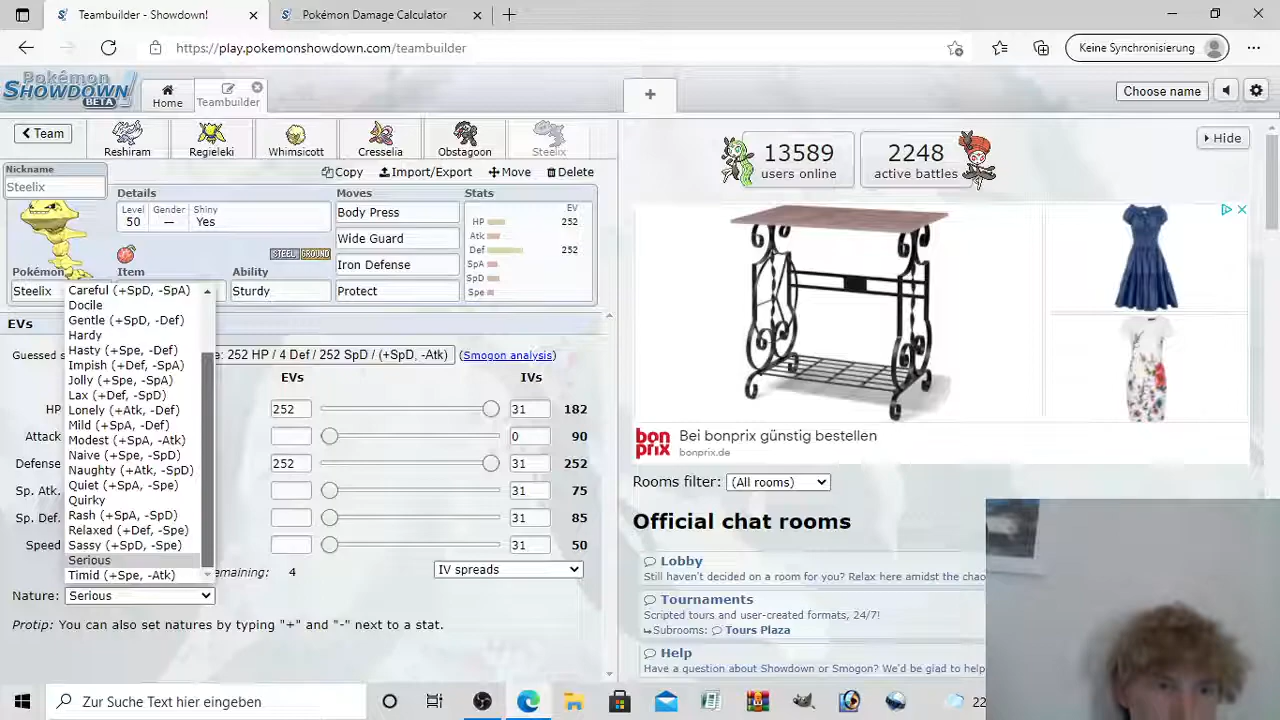 Teambuilder - Showdown!
Pokémon Damage Calculator
https://play.pokemonshowdown.com/teambuilder
Keine Synchronisierung
Pokémon
SHOWDOWN!
BETA
Home
Teambuilder
Choose name
Team
Reshiram
Regieleki
Whimsicott
Cresselia
Obstagoon
Steelix
Nickname
Steelix
Copy
Import/Export
Move
Delete
Details
Level
50
Gender
—
Shiny
Yes
STEEL
GROUND
Pokémon
Steelix
Item
Ability
Sturdy
Moves
Body Press
Wide Guard
Iron Defense
Protect
Stats
EV
HP 252
Atk
Def 252
SpA
SpD
Spe
EVs
Guessed s
: 252 HP / 4 Def / 252 SpD / (+SpD, -Atk)
(Smogon analysis)
EVs
IVs
HP 252 31 182
Attack 0 90
Defense 252 31 252
Sp. Atk. 31 75
Sp. Def. 31 85
Speed 31 50
emaining: 4
IV spreads
Careful (+SpD, -SpA)
Docile
Gentle (+SpD, -Def)
Hardy
Hasty (+Spe, -Def)
Impish (+Def, -SpA)
Jolly (+Spe, -SpA)
Lax (+Def, -SpD)
Lonely (+Atk, -Def)
Mild (+SpA, -Def)
Modest (+SpA, -Atk)
Naive (+Spe, -SpD)
Naughty (+Atk, -SpD)
Quiet (+SpA, -Spe)
Quirky
Rash (+SpA, -SpD)
Relaxed (+Def, -Spe)
Sassy (+SpD, -Spe)
Serious
Timid (+Spe, -Atk)
Nature: Serious
Protip: You can also set natures by typing "+" and "-" next to a stat.
13589
users online
2248
active battles
Hide
bon
prix
Bei bonprix günstig bestellen
bonprix.de
Rooms filter: (All rooms)
Official chat rooms
Lobby
Still haven't decided on a room for you? Relax here amidst the chao
Tournaments
Scripted tours and user-created formats, 24/7!
Subrooms: Tours Plaza
Help
Have a question about Showdown or Smogon? We'd be glad to help
Zur Suche Text hier eingeben
22